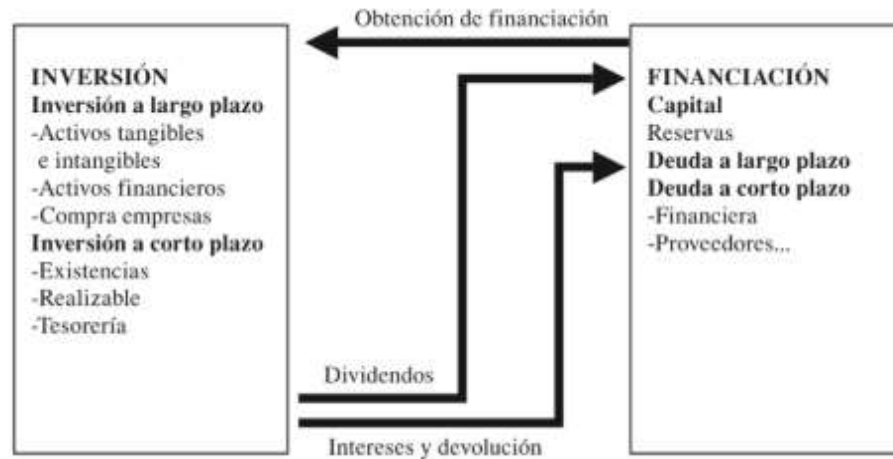 Obtención de financiación
INVERSIÓN
Inversión a largo plazo
-Activos tangibles
e intangibles
-Activos financieros
-Compra empresas
Inversión a corto plazo
-Existencias
-Realizable
-Tesorería
FINANCIACIÓN
Capital
Reservas
Deuda a largo plazo
Deuda a corto plazo
-Financiera
-Proveedores...
Dividendos
Intereses y devolución